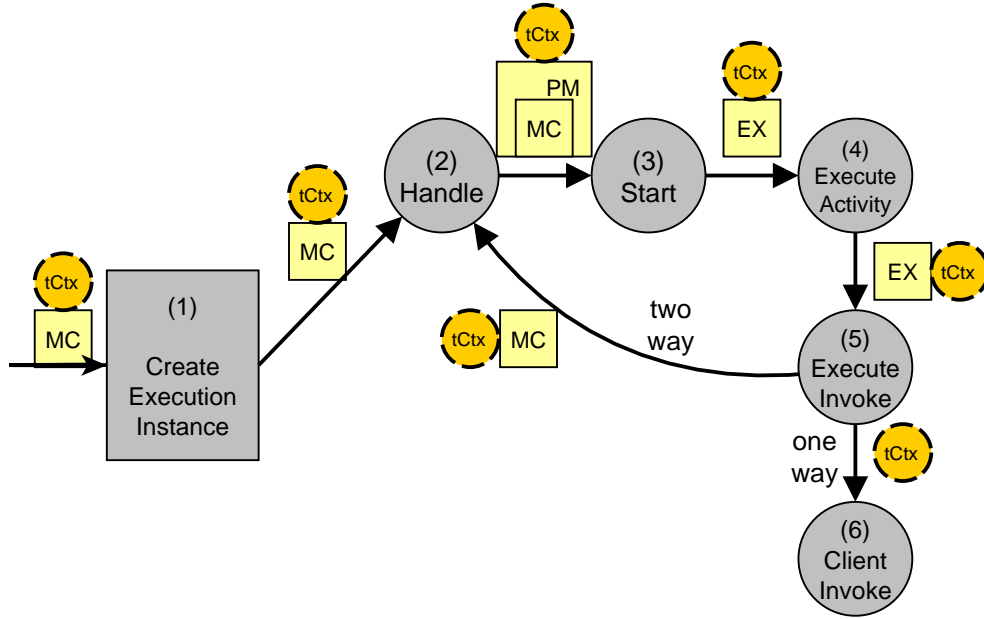 tCtx
MC
(1)
Create
Execution
Instance
tCtx
MC
(2)
Handle
tCtx
PM
MC
(3)
Start
tCtx
EX
(4)
Execute
Activity
EX
tCtx
(5)
Execute
Invoke
two
way
tCtx
MC
one
way
tCtx
(6)
Client
Invoke